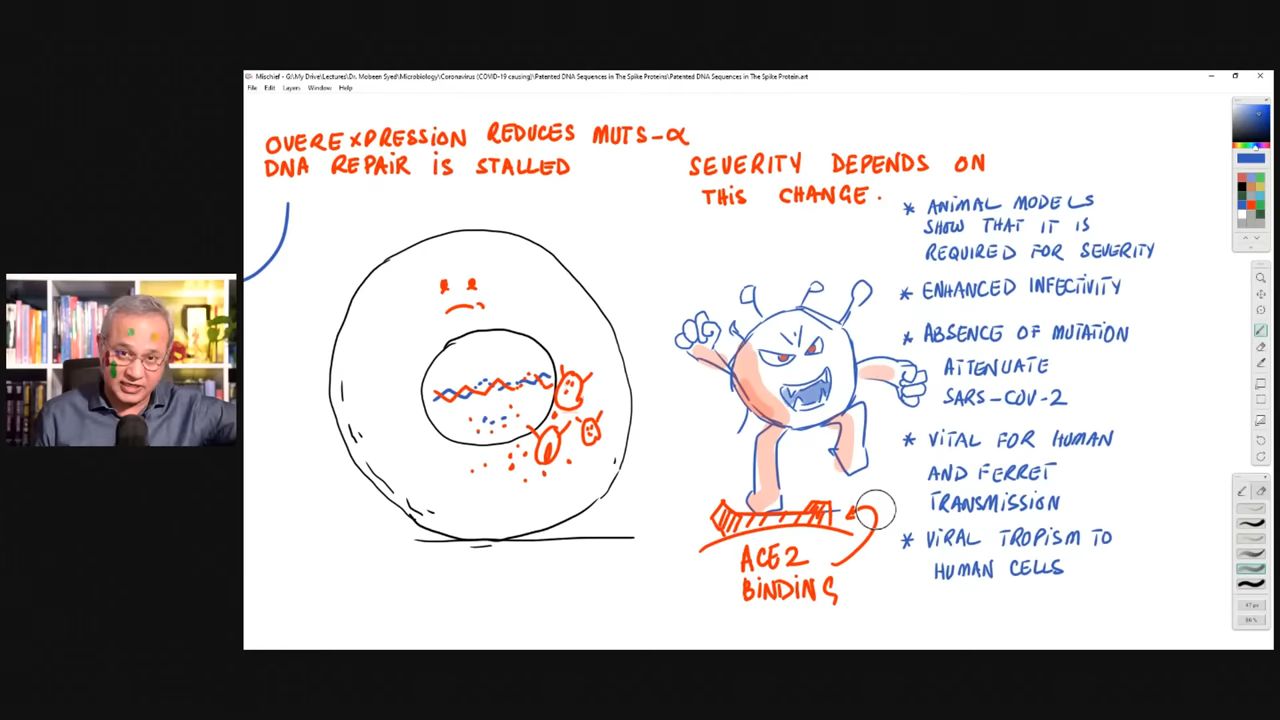 Mischief - G:\My Drive\Lectures\Dr. Mobeen Syed\Microbiology\Coronavirus (COVID-19 causing)\Patented DNA Sequences in The Spike Proteins\Patented DNA Sequences in The Spike Protein.art
File Edit Layers Window Help
OVEREXPRESSION REDUCES MUTS-α
DNA REPAIR IS STALLED
SEVERITY DEPENDS ON
THIS CHANGE.
* ANIMAL MODELS
SHOW THAT IT IS
REQUIRED FOR SEVERITY
* ENHANCED INFECTIVITY
* ABSENCE OF MUTATION
ATTENUATE
SARS-COV-2
* VITAL FOR HUMAN
AND FERRET
TRANSMISSION
* VIRAL TROPISM TO
HUMAN CELLS
ACE2
BINDING